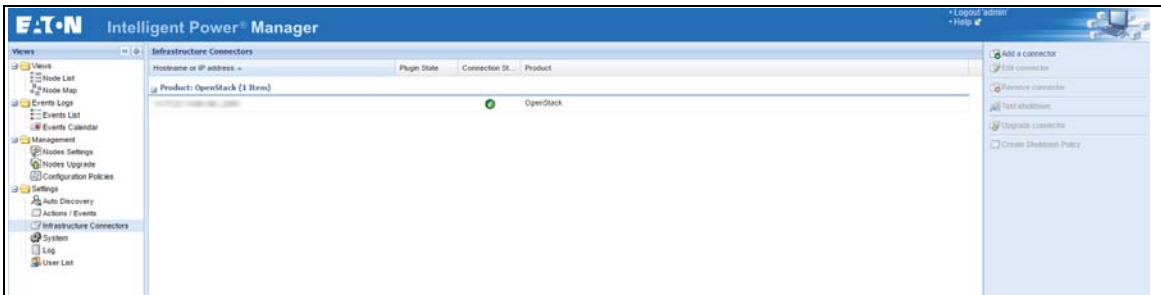 EATON Intelligent Power® Manager
• Logout 'admin'
• Help
Views
Views
Node List
Node Map
Events Logs
Events List
Events Calendar
Management
Nodes Settings
Nodes Upgrade
Configuration Policies
Settings
Auto Discovery
Actions / Events
Infrastructure Connectors
System
Log
User List
Infrastructure Connectors
Hostname or IP address
Plugin State
Connection St...
Product
Product: OpenStack (1 Item)
OpenStack
Add a connector
Edit connector
Remove connector
Test shutdown
Upgrade connector
Create Shutdown Policy